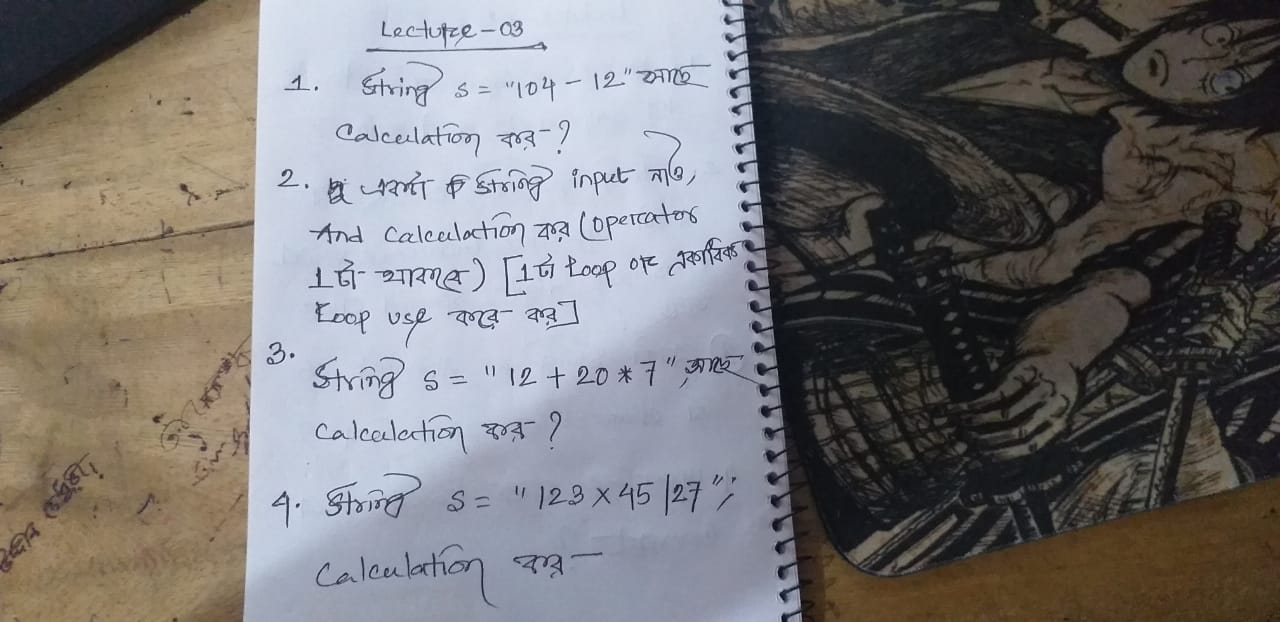 Lecture - 03
1. String s = "104 - 12" আছে
Calculation কর - ?
2. একটা String input নাও,
And Calculation কর (operator
1টা থাকবে) [1টা Loop or একাধিক
Loop use করে কর]
3. String s = "12 + 20 * 7", আছে
Calculation কর - ?
4. String s = "123 x 45 / 27";
Calculation কর -